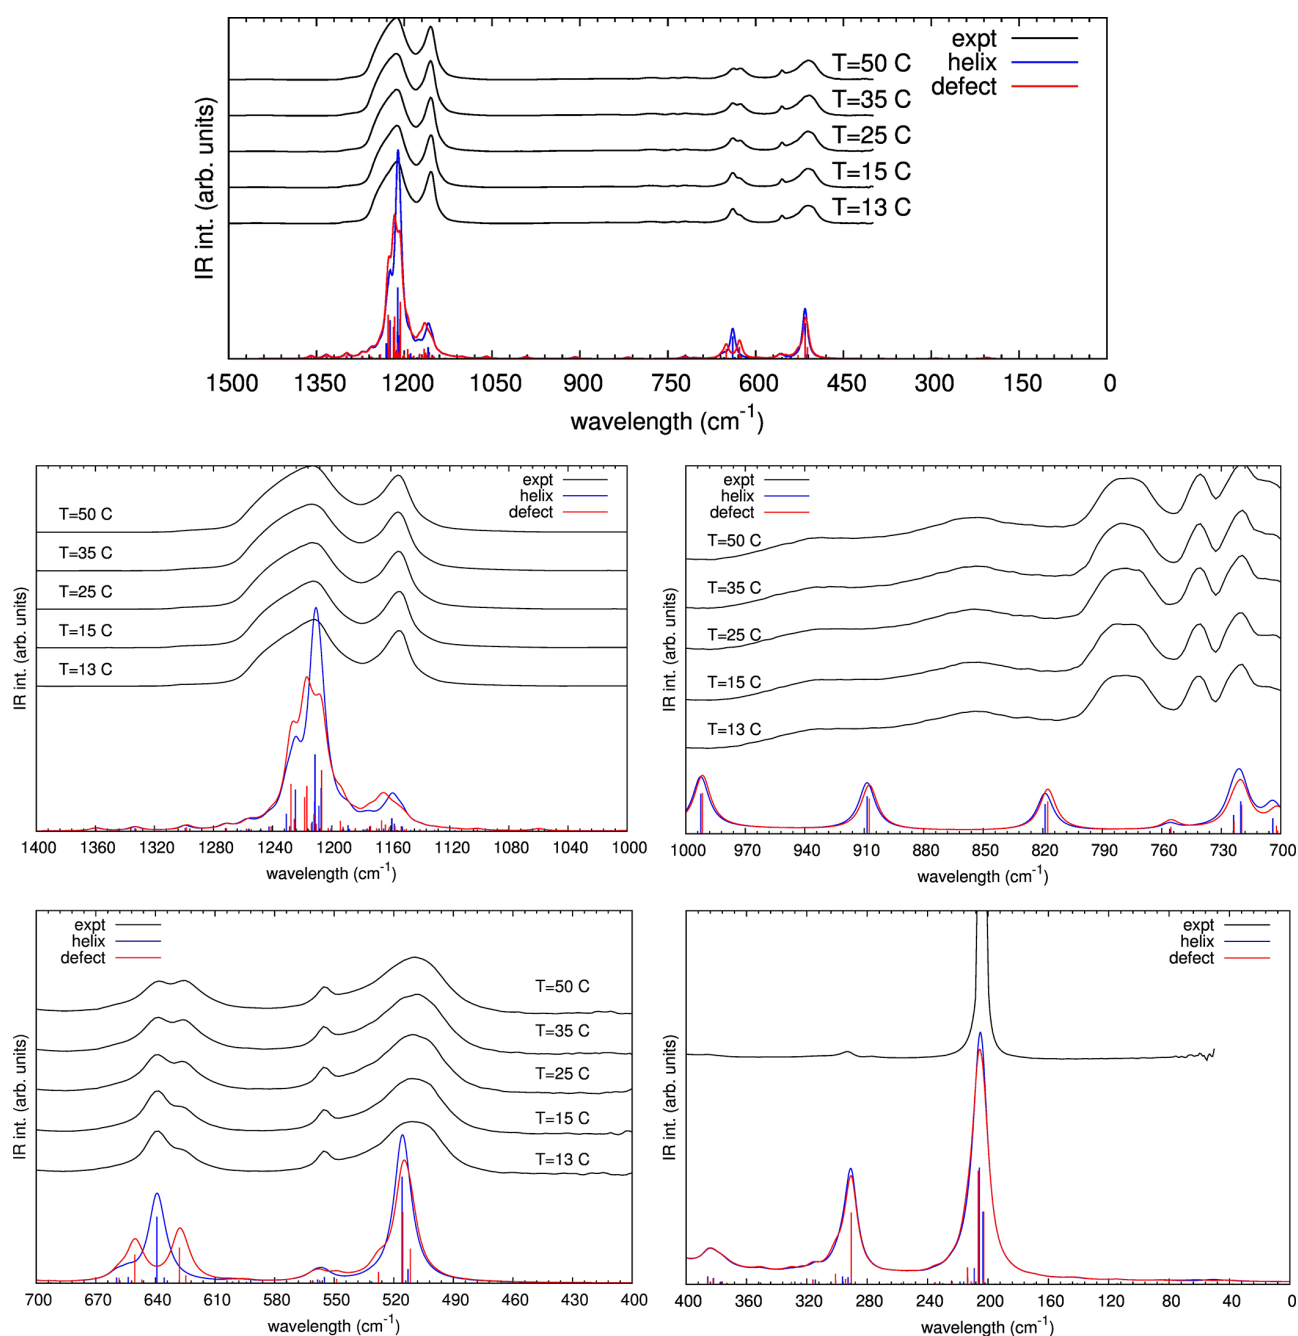 IR int. (arb. units)
expt
helix
defect
T=50 C
T=35 C
T=25 C
T=15 C
T=13 C
1500 1350 1200 1050 900 750 600 450 300 150 0
wavelength (cm-1)
IR int. (arb. units)
expt
helix
defect
T=50 C
T=35 C
T=25 C
T=15 C
T=13 C
1400 1360 1320 1280 1240 1200 1160 1120 1080 1040 1000
wavelength (cm-1)
IR int. (arb. units)
expt
helix
defect
T=50 C
T=35 C
T=25 C
T=15 C
T=13 C
1000 970 940 910 880 850 820 790 760 730 700
wavelength (cm-1)
IR int. (arb. units)
expt
helix
defect
T=50 C
T=35 C
T=25 C
T=15 C
T=13 C
700 670 640 610 580 550 520 490 460 430 400
wavelength (cm-1)
IR int. (arb. units)
expt
helix
defect
400 360 320 280 240 200 160 120 80 40 0
wavelength (cm-1)